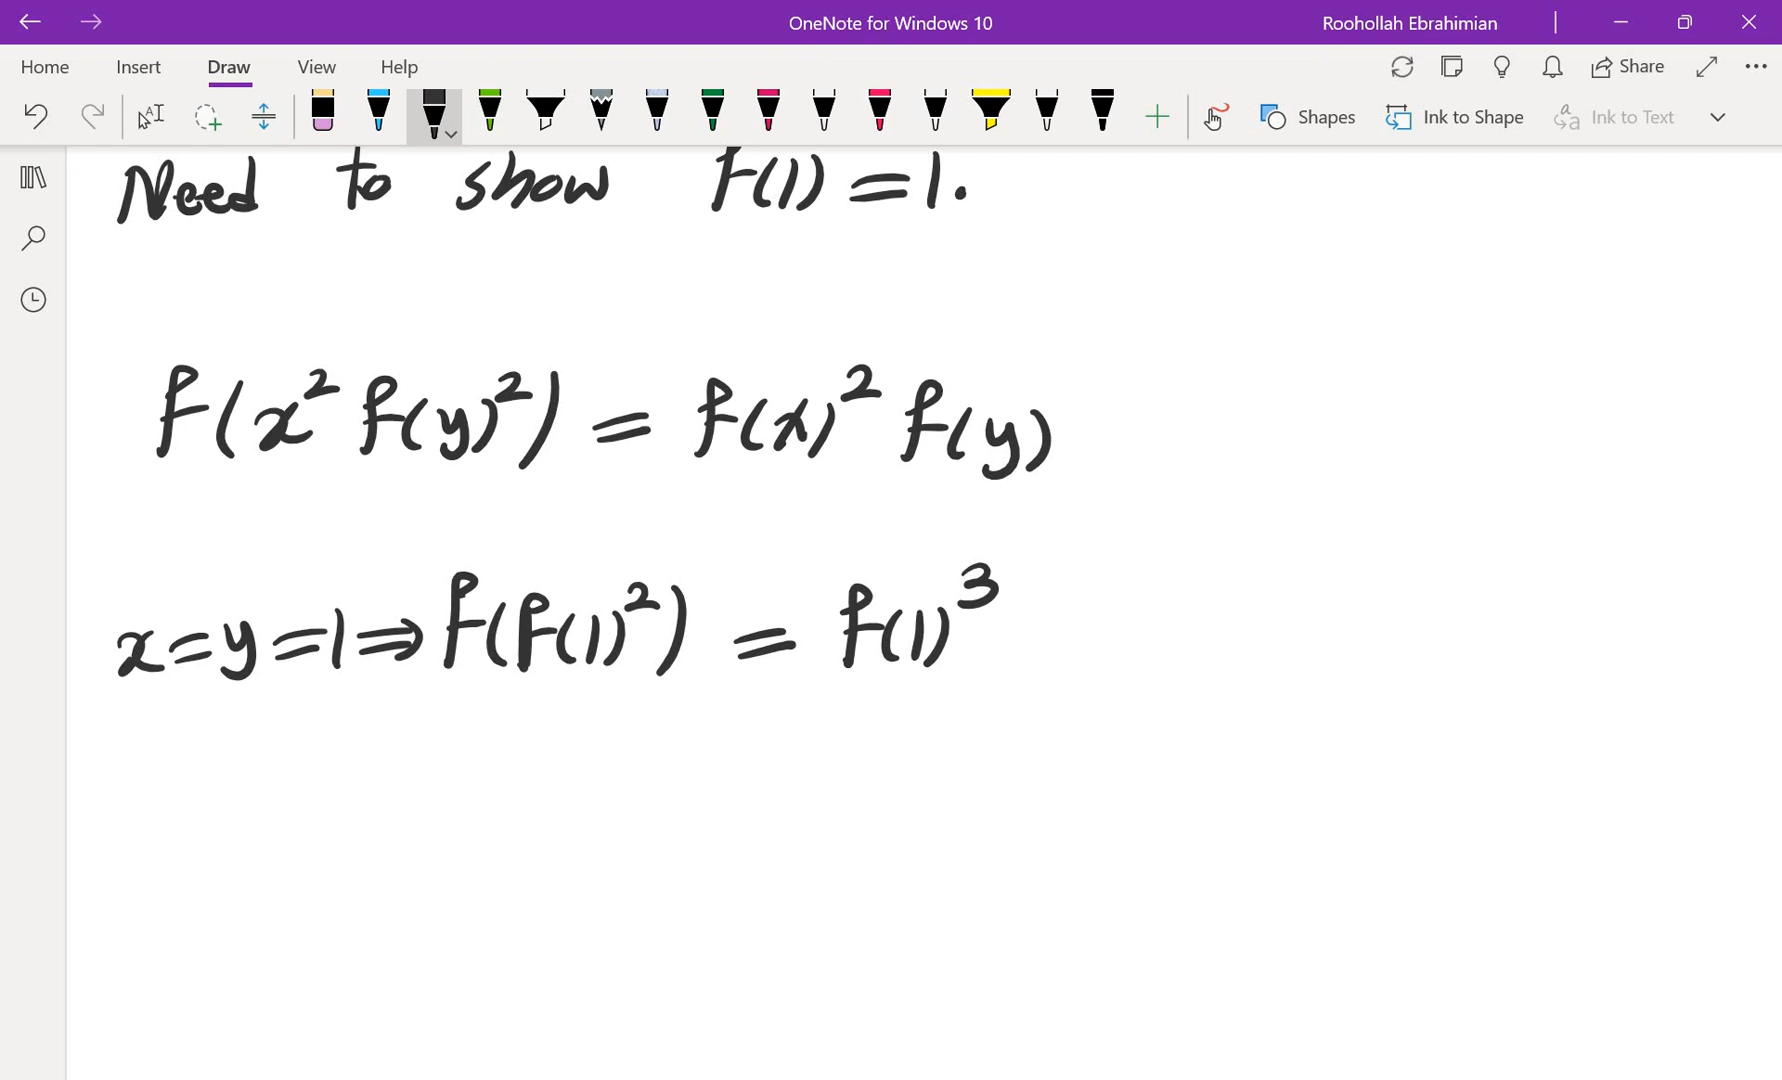 OneNote for Windows 10
Roohollah Ebrahimian
Home Insert Draw View Help
Share
Shapes Ink to Shape Ink to Text
Need to show f(1) = 1.
f(x² f(y)²) = f(x)² f(y)
x=y=1⇒ f(f(1)²) = f(1)³